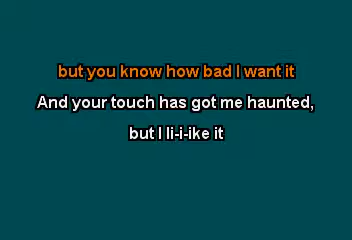 but you know how bad I want it
And your touch has got me haunted,
but I li-i-ike it